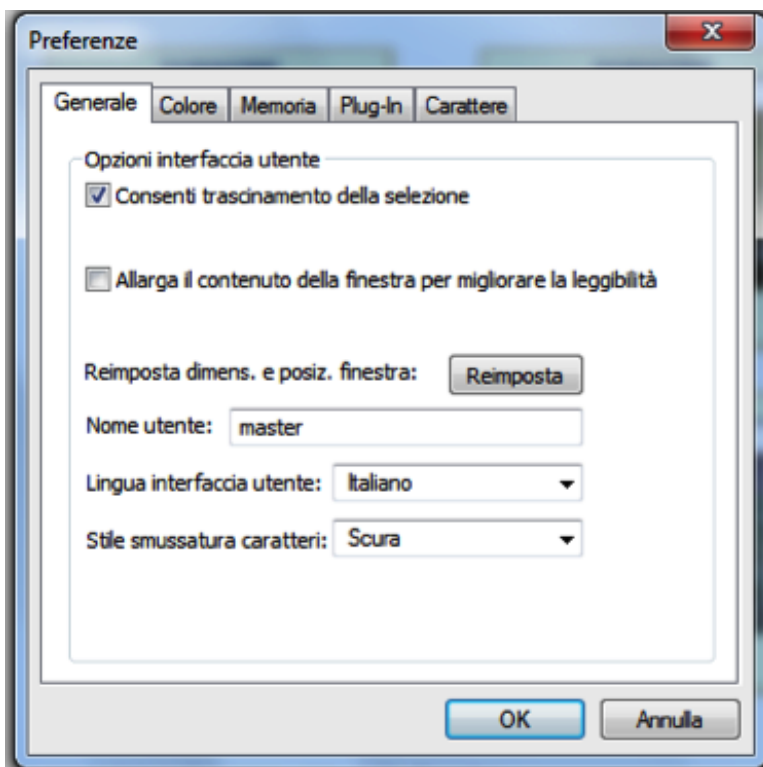 Preferenze
Generale Colore Memoria Plug-In Carattere
Opzioni interfaccia utente
Consenti trascinamento della selezione
Allarga il contenuto della finestra per migliorare la leggibilità
Reimposta dimens. e posiz. finestra: Reimposta
Nome utente: master
Lingua interfaccia utente: Italiano
Stile smussatura caratteri: Scura
OK Annulla